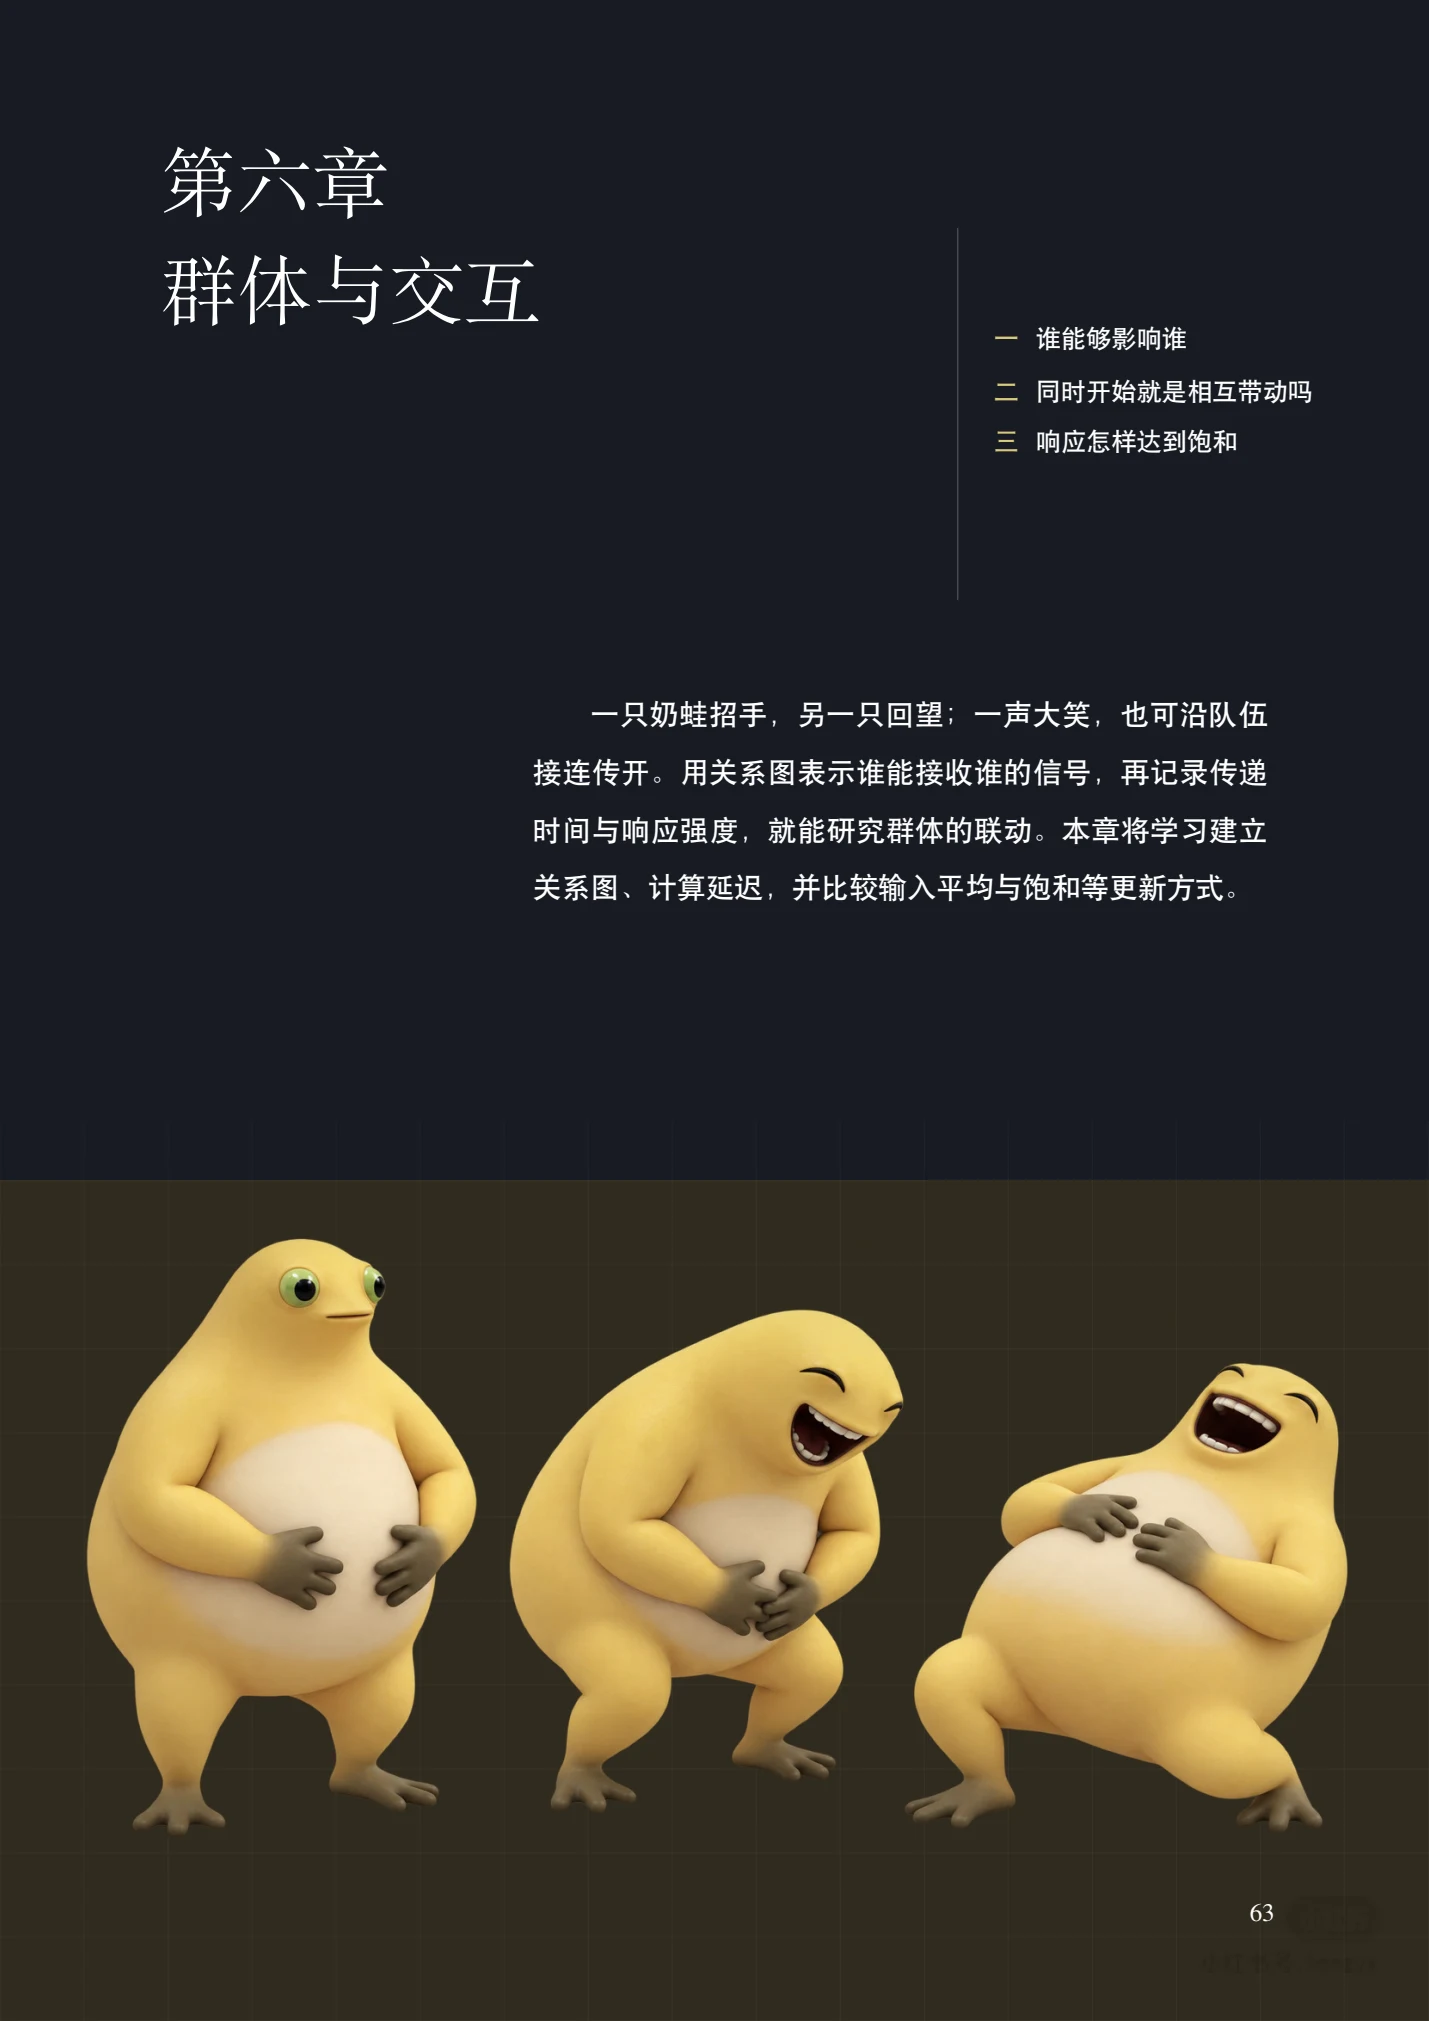 第六章
群体与交互
一 谁能够影响谁
二 同时开始就是相互带动吗
三 响应怎样达到饱和
一只奶蛙招手，另一只回望；一声大笑，也可沿队伍
接连传开。用关系图表示谁能接收谁的信号，再记录传递
时间与响应强度，就能研究群体的联动。本章将学习建立
关系图、计算延迟，并比较输入平均与饱和等更新方式。
63